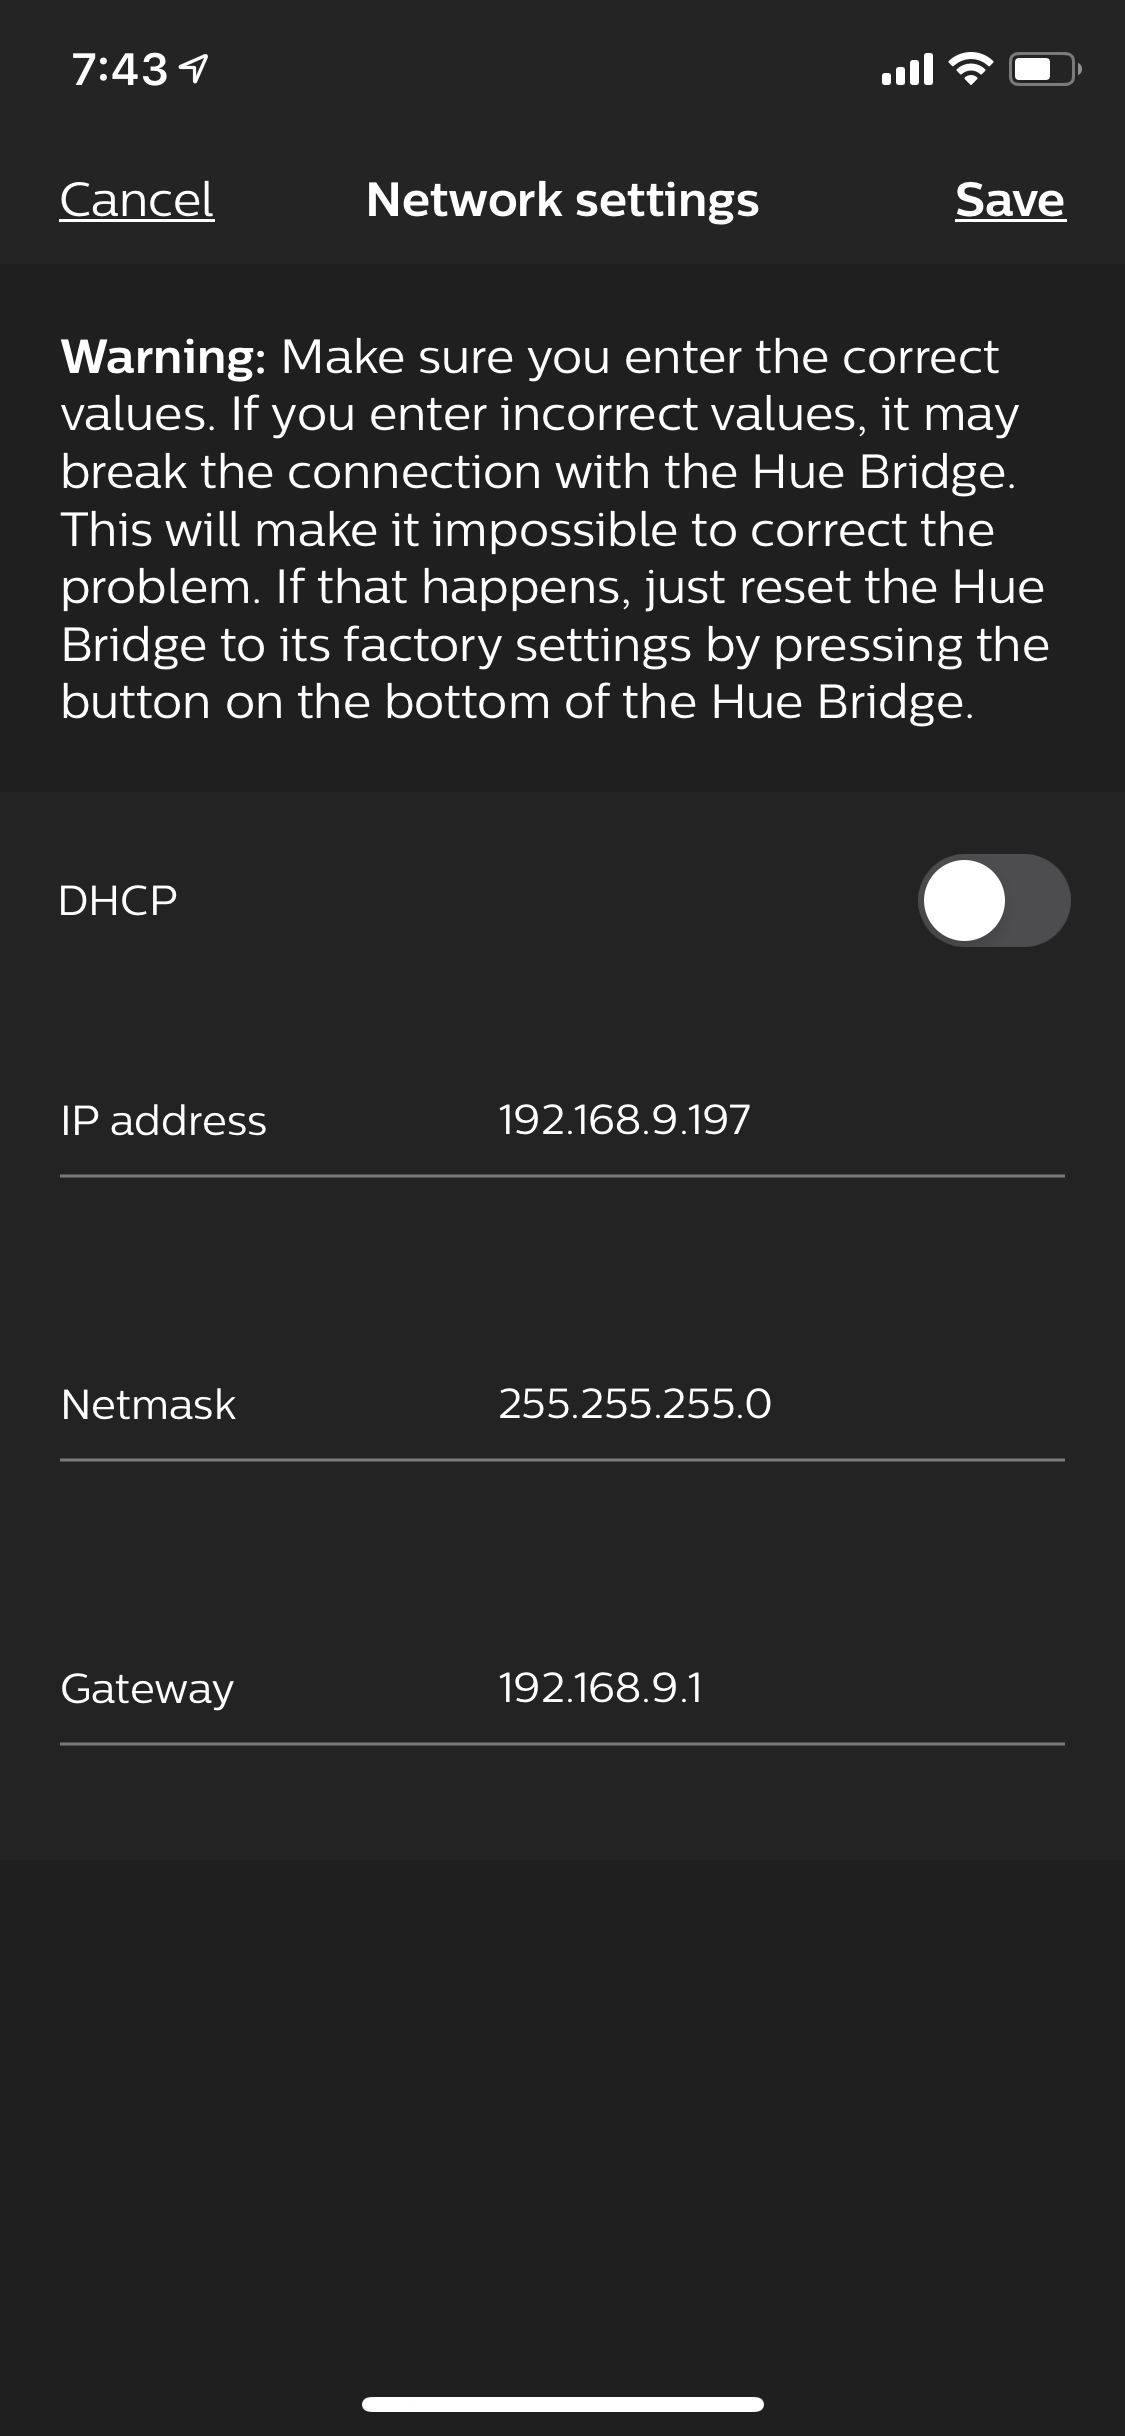 7:43
Cancel Network settings Save
Warning: Make sure you enter the correct
values. If you enter incorrect values, it may
break the connection with the Hue Bridge.
This will make it impossible to correct the
problem. If that happens, just reset the Hue
Bridge to its factory settings by pressing the
button on the bottom of the Hue Bridge.
DHCP
IP address 192.168.9.197
Netmask 255.255.255.0
Gateway 192.168.9.1